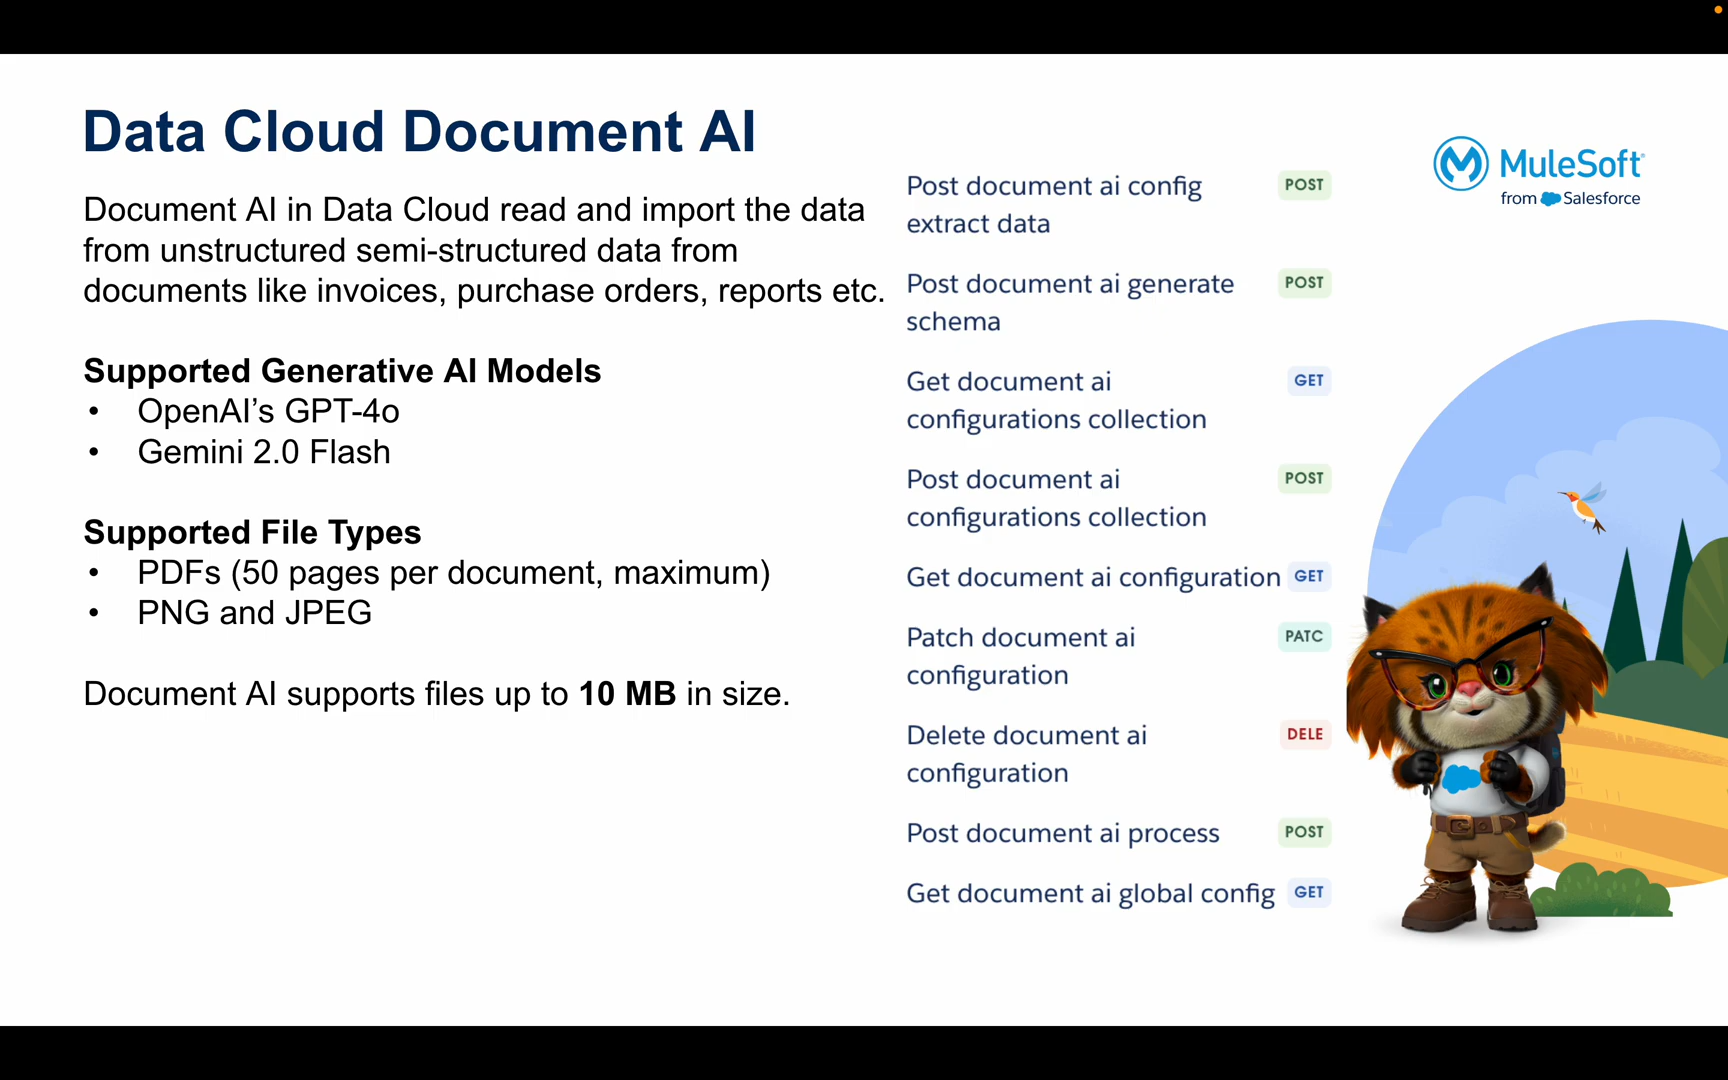 Data Cloud Document AI
Document AI in Data Cloud read and import the data
from unstructured semi-structured data from
documents like invoices, purchase orders, reports etc.
Supported Generative AI Models
• OpenAI’s GPT-4o
• Gemini 2.0 Flash
Supported File Types
• PDFs (50 pages per document, maximum)
• PNG and JPEG
Document AI supports files up to 10 MB in size.
Post document ai config POST
extract data
Post document ai generate POST
schema
Get document ai GET
configurations collection
Post document ai POST
configurations collection
Get document ai configuration GET
Patch document ai PATC
configuration
Delete document ai DELE
configuration
Post document ai process POST
Get document ai global config GET
MuleSoft
from Salesforce